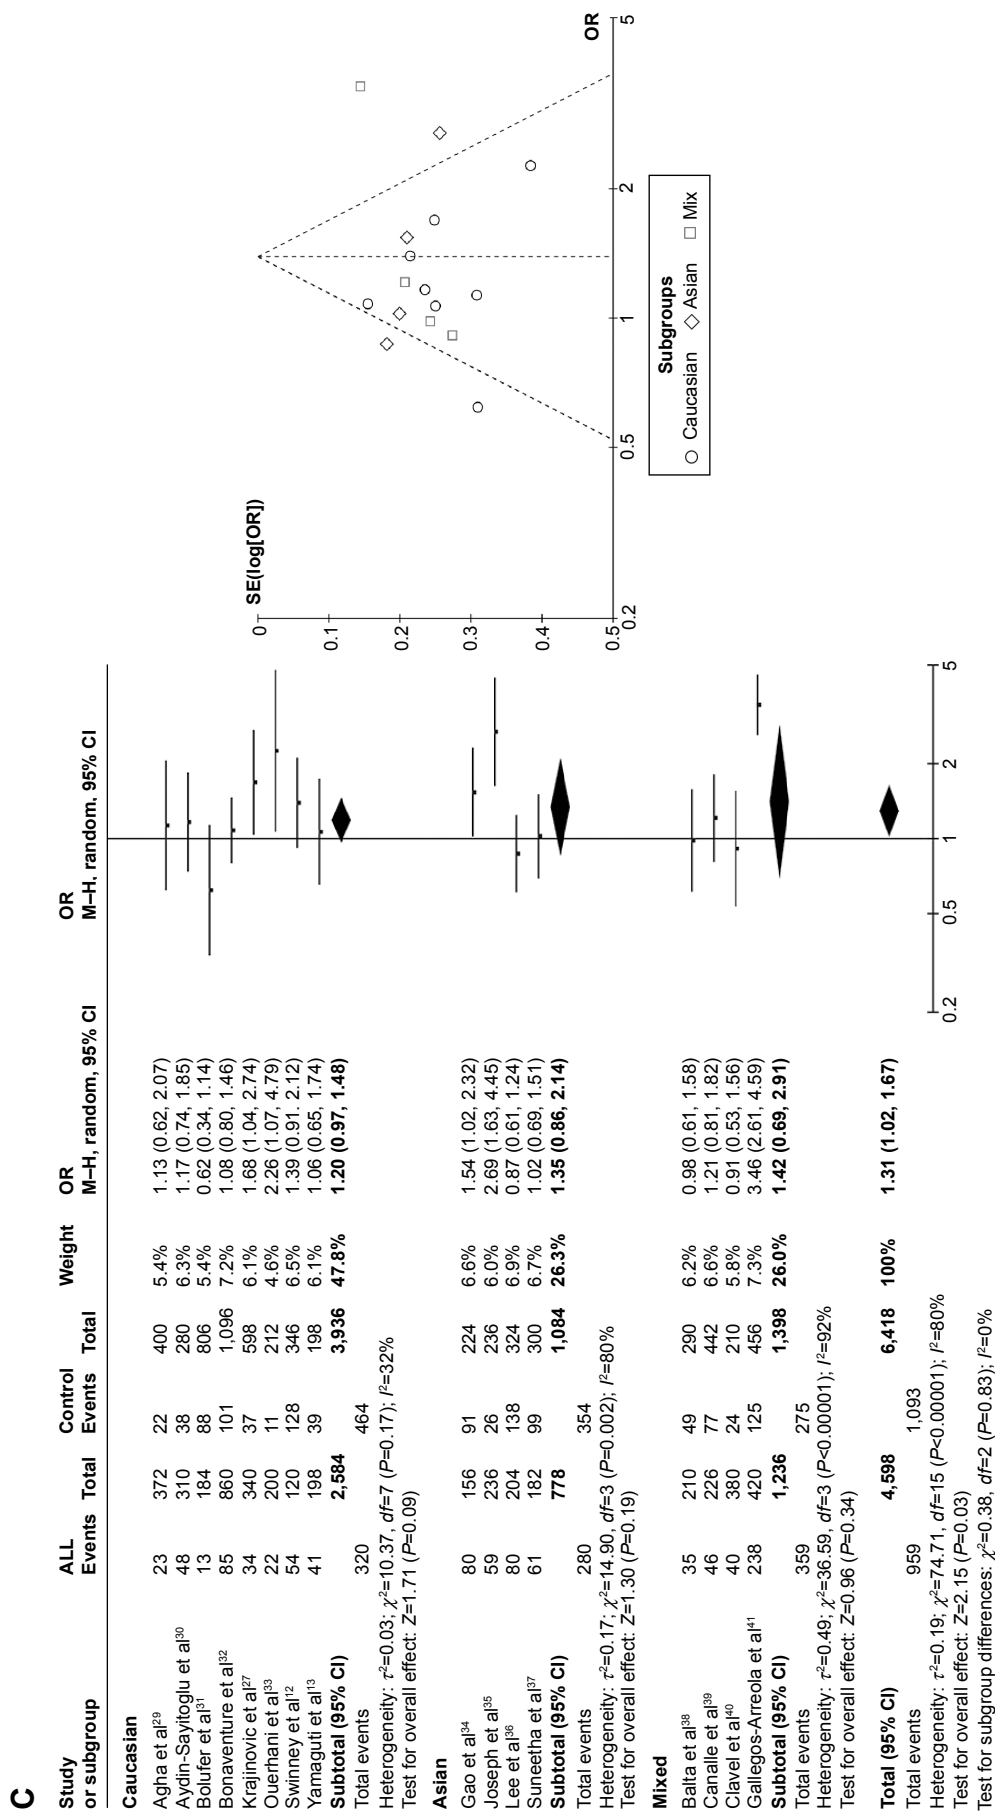 C
Study or subgroup ALL Events Total Control Events Total Weight OR M–H, random, 95% CI OR M–H, random, 95% CI
Caucasian
Agha et al29 23 372 22 400 5.4% 1.13 (0.62, 2.07)
Aydin-Sayitoglu et al30 48 310 38 280 6.3% 1.17 (0.74, 1.85)
Bolufer et al31 13 184 88 806 5.4% 0.62 (0.34, 1.14)
Bonaventure et al32 85 860 101 1,096 7.2% 1.08 (0.80, 1.46)
Krajinovic et al27 34 340 37 598 6.1% 1.68 (1.04, 2.74)
Ouerhani et al33 22 200 11 212 4.6% 2.26 (1.07, 4.79)
Swinney et al12 54 120 128 346 6.5% 1.39 (0.91, 2.12)
Yamaguti et al13 41 198 39 198 6.1% 1.06 (0.65, 1.74)
Subtotal (95% CI) 2,584 3,936 47.8% 1.20 (0.97, 1.48)
Total events 320 464
Heterogeneity: τ2=0.03; χ2=10.37, df=7 (P=0.17); I2=32%
Test for overall effect: Z=1.71 (P=0.09)
Asian
Gao et al34 80 156 91 224 6.6% 1.54 (1.02, 2.32)
Joseph et al35 59 236 26 236 6.0% 2.69 (1.63, 4.45)
Lee et al36 80 204 138 324 6.9% 0.87 (0.61, 1.24)
Suneetha et al37 61 182 99 300 6.7% 1.02 (0.69, 1.51)
Subtotal (95% CI) 778 1,084 26.3% 1.35 (0.86, 2.14)
Total events 280 354
Heterogeneity: τ2=0.17; χ2=14.90, df=3 (P=0.002); I2=80%
Test for overall effect: Z=1.30 (P=0.19)
Mixed
Balta et al38 35 210 49 290 6.2% 0.98 (0.61, 1.58)
Canalle et al39 46 226 77 442 6.6% 1.21 (0.81, 1.82)
Clavel et al40 40 380 24 210 5.8% 0.91 (0.53, 1.56)
Gallegos-Arreola et al41 238 420 125 456 7.3% 3.46 (2.61, 4.59)
Subtotal (95% CI) 1,236 1,398 26.0% 1.42 (0.69, 2.91)
Total events 359 275
Heterogeneity: τ2=0.49; χ2=36.59, df=3 (P<0.00001); I2=92%
Test for overall effect: Z=0.96 (P=0.34)
Total (95% CI) 4,598 6,418 100% 1.31 (1.02, 1.67)
Total events 959 1,093
Heterogeneity: τ2=0.19; χ2=74.71, df=15 (P<0.00001); I2=80%
Test for overall effect: Z=2.15 (P=0.03)
Test for subgroup differences: χ2=0.38, df=2 (P=0.83); I2=0%
0.2 0.5 1 2 5
SE(log[OR])
0
0.1
0.2
0.3
0.4
0.5
0.2 0.5 1 2 5
OR
Subgroups
Caucasian Asian Mix